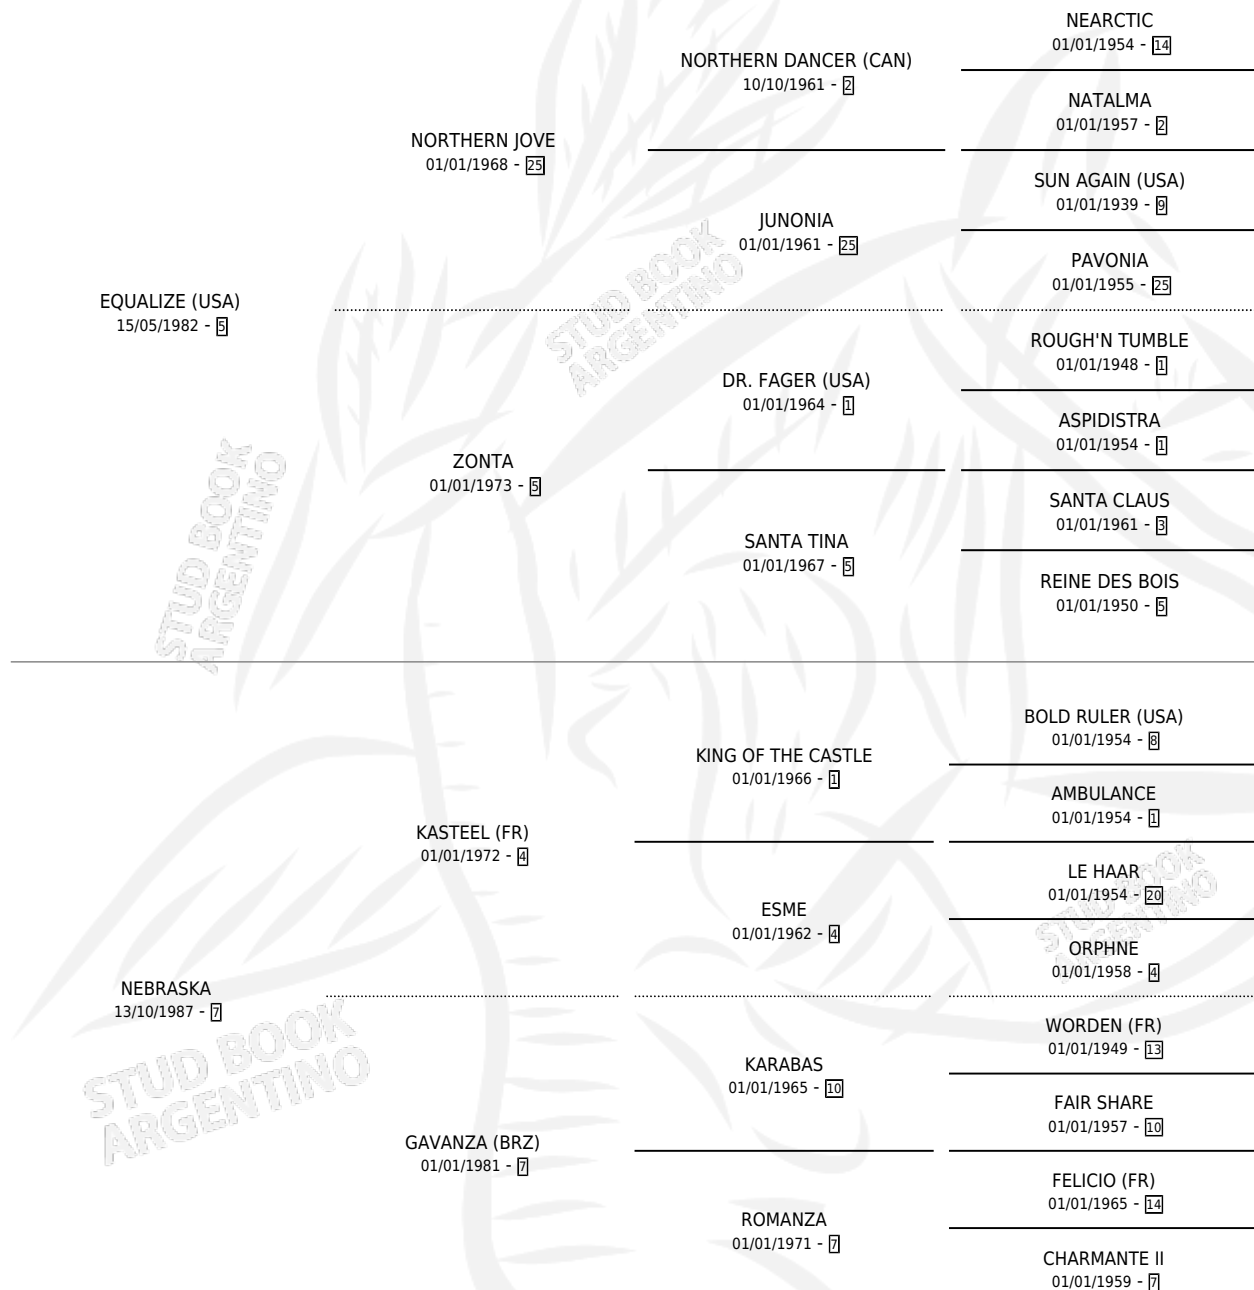 NEARCTIC
01/01/1954 - 14
NORTHERN DANCER (CAN)
10/10/1961 - 2
NATALMA
01/01/1957 - 2
NORTHERN JOVE
01/01/1968 - 25
SUN AGAIN (USA)
01/01/1939 - 9
JUNONIA
01/01/1961 - 25
PAVONIA
01/01/1955 - 25
EQUALIZE (USA)
15/05/1982 - 5
STUD BOOK
ARGENTINO
ROUGH'N TUMBLE
01/01/1948 - 1
DR. FAGER (USA)
01/01/1964 - 1
ASPIDISTRA
01/01/1954 - 1
ZONTA
01/01/1973 - 5
SANTA CLAUS
01/01/1961 - 3
SANTA TINA
01/01/1967 - 5
REINE DES BOIS
01/01/1950 - 5
STUD BOOK
ARGENTINO
BOLD RULER (USA)
01/01/1954 - 8
KING OF THE CASTLE
01/01/1966 - 1
AMBULANCE
01/01/1954 - 1
KASTEEL (FR)
01/01/1972 - 4
LE HAAR
01/01/1954 - 20
ESME
01/01/1962 - 4
STUD BOOK
ARGENTINO
ORPHNE
01/01/1958 - 4
NEBRASKA
13/10/1987 - 7
WORDEN (FR)
01/01/1949 - 13
KARABAS
01/01/1965 - 10
FAIR SHARE
01/01/1957 - 10
STUD BOOK
ARGENTINO
GAVANZA (BRZ)
01/01/1981 - 7
FELICIO (FR)
01/01/1965 - 14
ROMANZA
01/01/1971 - 7
CHARMANTE II
01/01/1959 - 7